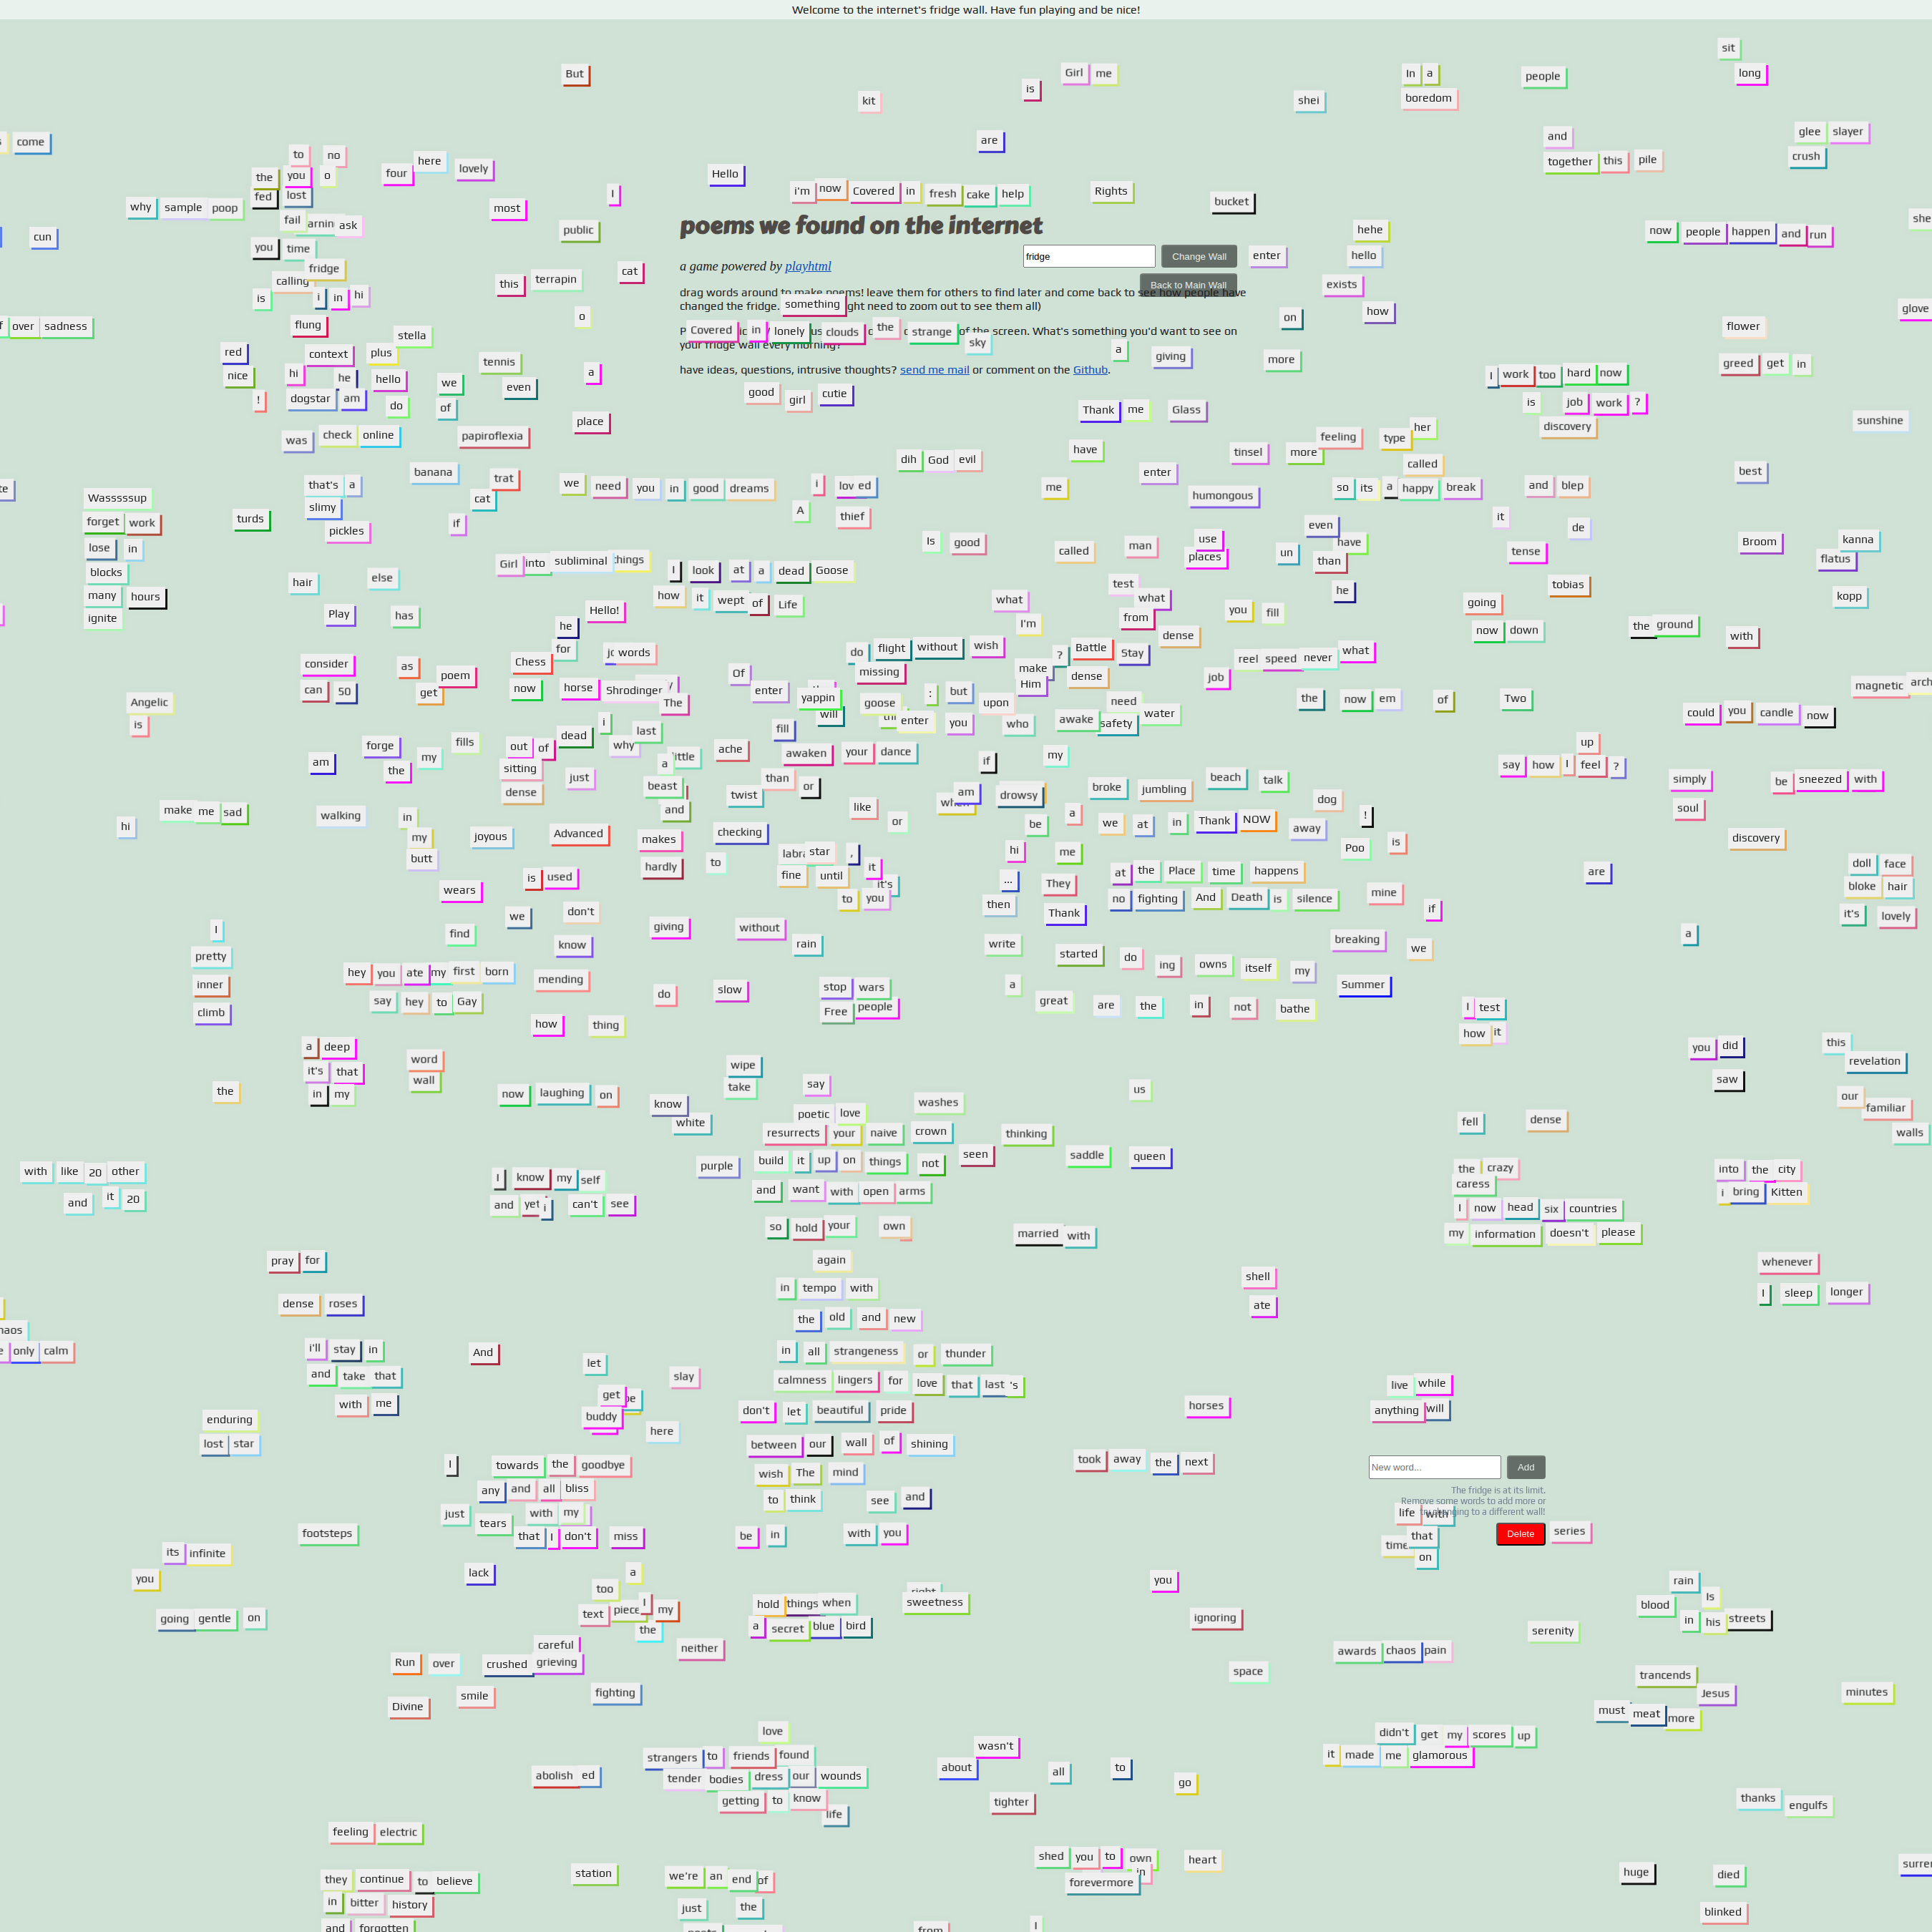 Welcome to the internet's fridge wall. Have fun playing and be nice!
sit
But
Girl me
In a
people
long
kit
is
shei
boredom
come
are
and
glee slayer
to no
here
together this pile
crush
the you o
four
lovely
Hello
fed lost
I
i'm now Covered in fresh cake help
Rights
why sample poop
most
bucket
fail
ask
public
poems we found on the internet
hehe
now people happen and run
she
cun
you time
fridge
Change Wall
enter
hello
fridge
a game powered by playhtml
calling
this terrapin
cat
Back to Main Wall
exists
is
i in hi
drag words around to make poems! leave them for others to find later and come back to see how people have
changed the fridge.
something
ght need to zoom out to see them all)
how
glove
over sadness
flung
o
on
flower
stella
Covered in lonely clouds the strange sky
of the screen. What's something you'd want to see on
your fridge wall every morning?
red
context plus
tennis
a
giving
more
greed get in
nice
hi he hello
we
even
a
have ideas, questions, intrusive thoughts? send me mail or comment on the Github.
I work too hard now
!
dogstar am
do
of
good girl cutie
is job work ?
place
Thank me
Glass
discovery
sunshine
was check online
papiroflexia
have
feeling
type her
tinsel
more
banana
trat
dih God evil
enter
called
best
that's a
we need you in good dreams
i lov ed
me
humongous
so its a happy break
and blep
Wasssssup
slimy
cat
A thief
forget work
turds
pickles
if
even
it
de
lose in
Is good
called
man
use
places
un
have
than
tense
Broom
kanna
flatus
blocks
hair
else
Girl into subliminal
I look at a dead Goose
test
he
tobias
many hours
how it wept of Life
what
what
you fill
going
kopp
ignite
Play
has
Hello!
I'm
from
now down
the ground
he
for
dense
with
consider
as
Chess
words
do flight without wish
make ?
Battle
Stay
reel speed never what
can 50
get
poem
now horse Shrodinger
Of
missing
Him
dense
job
magnetic
Angelic
enter
yappin
goose
: but upon
need
water
the now em of
Two
is
The
will
enter
you
who
awake safety
could you candle now
i
fill
forge
fills
out of dead why last
ache
awaken your dance
if
my
up
am
the
my
sitting
a
say how I feel ?
just
than or
beast
twist
am
drowsy
broke jumbling beach talk
simply
be sneezed with
dense
and
like
dog
soul
make me sad
walking
in
or
be
a
we at in Thank NOW away
!
hi
my
joyous
Advanced
makes
checking
Poo
is
discovery
butt
hardly
to
star ,
it
hi
me
fine until
it's
at the Place time happens
are
doll face
wears
is used
to you
...
They
no fighting And Death is silence
mine
bloke hair
I
we
don't
then
Thank
if
it's lovely
find
giving
without
a
pretty
know
rain
write
started
breaking
we
inner
hey you ate my first born
mending
do ing owns itself my
climb
say hey to Gay
do
slow
stop wars
a
Summer
Free people
great are the in not bathe
how thing
I test
how it
a deep
word
you did
this
it's that
wall
wipe
saw
revelation
the
in my
now laughing on
take
say
us
our
know
washes
familiar
white
poetic love
fell
dense
resurrects your naive crown
thinking
walls
purple
build it up on things not seen
saddle
queen
with like 20 other
the crazy
into the city
and it 20
I know my self
caress
i bring Kitten
and yet i can't see
and want with open arms
I now head six countries
so hold your own
my information doesn't please
married with
again
pray for
whenever
in tempo with
shell
I sleep longer
dense roses
ate
the old and new
i'll stay in
And
only calm
in all strangeness or thunder
let
and take that
slay
calmness lingers for love that last 's
live while
with me
get
anything will
buddy
don't let beautiful pride
horses
enduring
here
lost star
between our wall of shining
I
towards the goodbye
took away the next
any and all bliss
wish The mind
New word...
Add
The fridge is at its limit.
Remove some words to add more or
to a different wall!
just tears with my
to think see and
life with
footsteps
that I don't miss
be in with you
that
Delete
series
time
on
its infinite
lack
you
a
you
rain
too
Is
going gentle on
text piece I my
hold things when
sweetness
blood
in his streets
the
a secret blue bird
ignoring
serenity
careful
neither
awards chaos pain
Run over
crushed grieving
space
trancends
Jesus
smile
fighting
minutes
Divine
must meat more
love
didn't get my scores up
strangers to friends found
wasn't
it made me glamorous
abolish ed
tender bodies dress our wounds
about
all
to
go
getting to know
tighter
thanks
life
engulfs
feeling electric
they continue to believe
station
we're an end of
shed you to own
in
heart
huge
died
in bitter history
forevermore
just the
blinked
and forgotten
from
I